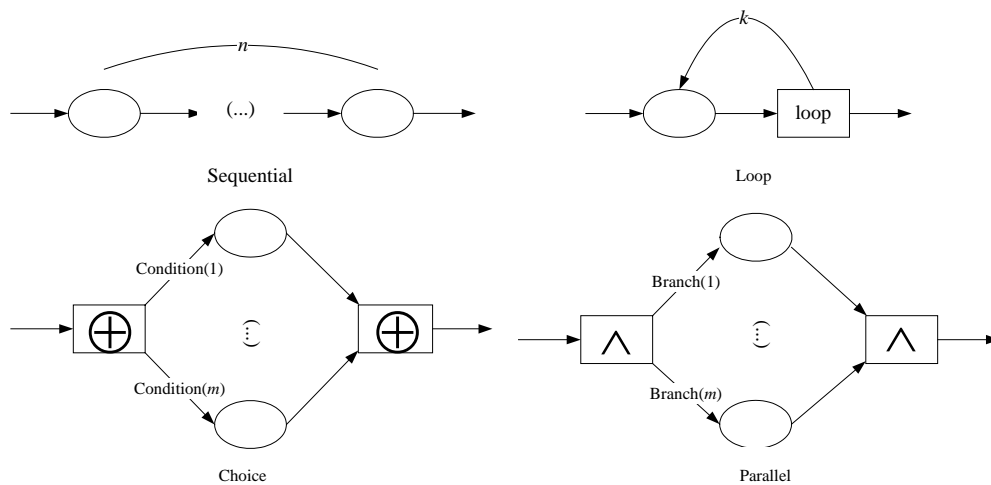 n
k
(...)
loop
Sequential
Loop
Condition(1)
Branch(1)
(...)
(...)
Condition(m)
Branch(m)
Choice
Parallel